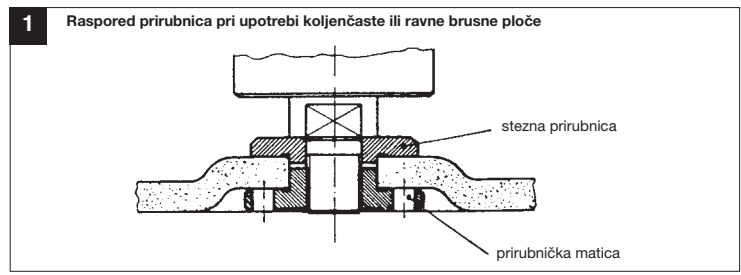 1
Raspored prirubnica pri upotrebi koljenčaste ili ravne brusne ploče
stezna prirubnica
prirubnička matica